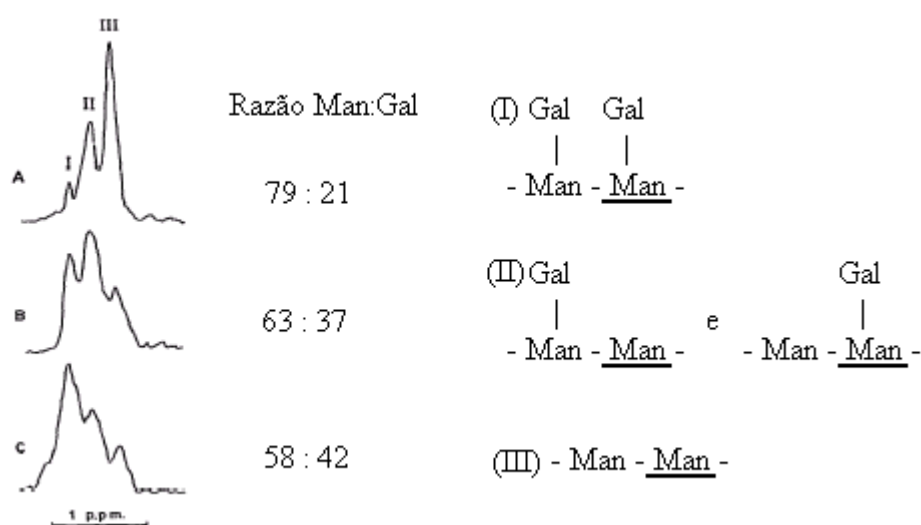 III
II
I
A
B
C
1 p.p.m.
Razão Man:Gal
79 : 21
63 : 37
58 : 42
(I) Gal Gal
- Man - Man -
(II) Gal Gal
- Man - Man - e - Man - Man -
(III) - Man - Man -